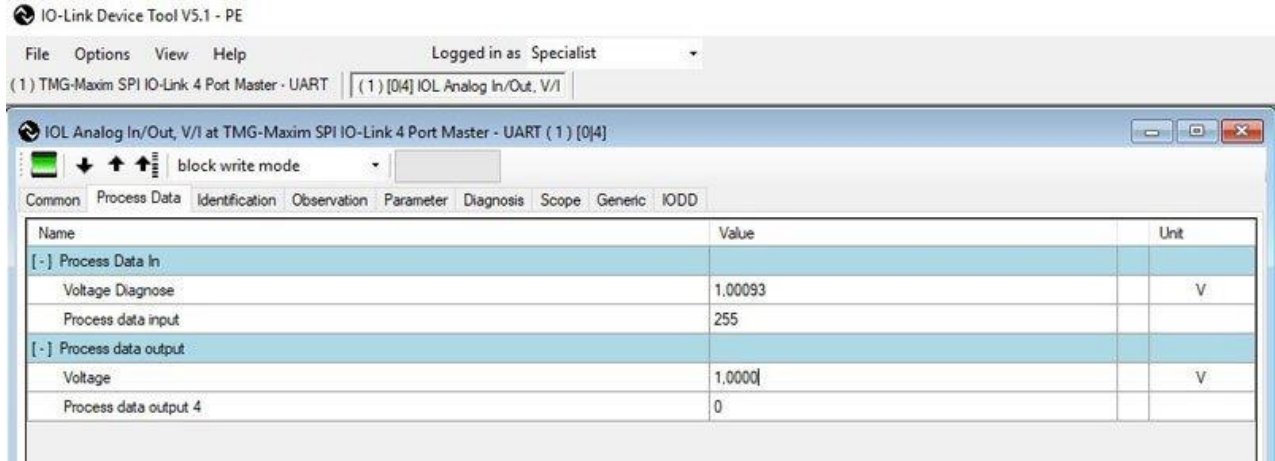 IO-Link Device Tool V5.1 - PE
File Options View Help Logged in as Specialist
( 1 ) TMG-Maxim SPI IO-Link 4 Port Master - UART ( 1 ) [0|4] IOL Analog In/Out, V/I
IOL Analog In/Out, V/I at TMG-Maxim SPI IO-Link 4 Port Master - UART ( 1 ) [0|4]
block write mode
Common Process Data Identification Observation Parameter Diagnosis Scope Generic IODD
Name Value Unit
[ - ] Process Data In
Voltage Diagnose 1,00093 V
Process data input 255
[ - ] Process data output
Voltage 1,0000 V
Process data output 4 0